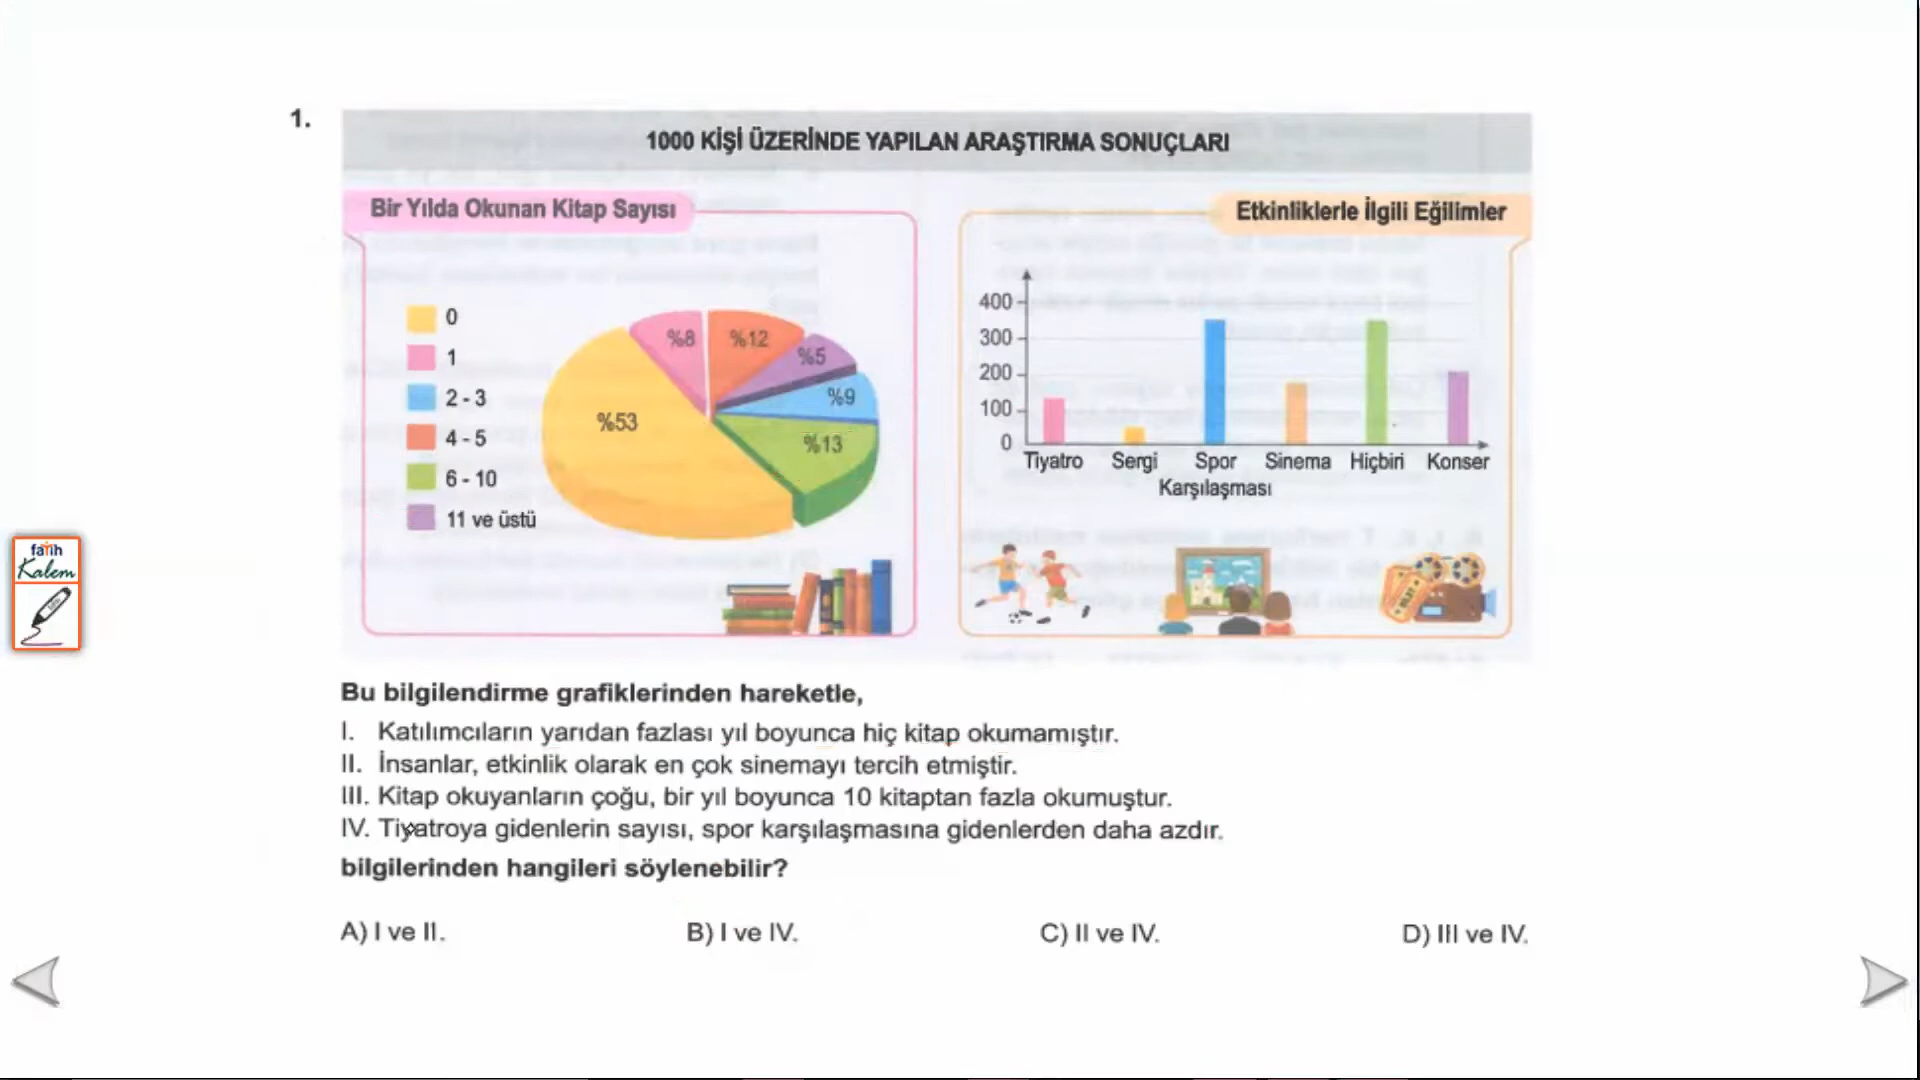 1.
1000 KİŞİ ÜZERİNDE YAPILAN ARAŞTIRMA SONUÇLARI
Bir Yılda Okunan Kitap Sayısı
0
1
2 - 3
4 - 5
6 - 10
11 ve üstü
%53
%8
%12
%5
%9
%13
Etkinliklerle İlgili Eğilimler
400
300
200
100
0
Tiyatro Sergi Spor Sinema Hiçbiri Konser
Karşılaşması
fatih
Kalem
Bu bilgilendirme grafiklerinden hareketle,
I. Katılımcıların yarıdan fazlası yıl boyunca hiç kitap okumamıştır.
II. İnsanlar, etkinlik olarak en çok sinemayı tercih etmiştir.
III. Kitap okuyanların çoğu, bir yıl boyunca 10 kitaptan fazla okumuştur.
IV. Tiyatroya gidenlerin sayısı, spor karşılaşmasına gidenlerden daha azdır.
bilgilerinden hangileri söylenebilir?
A) I ve II. B) I ve IV. C) II ve IV. D) III ve IV.